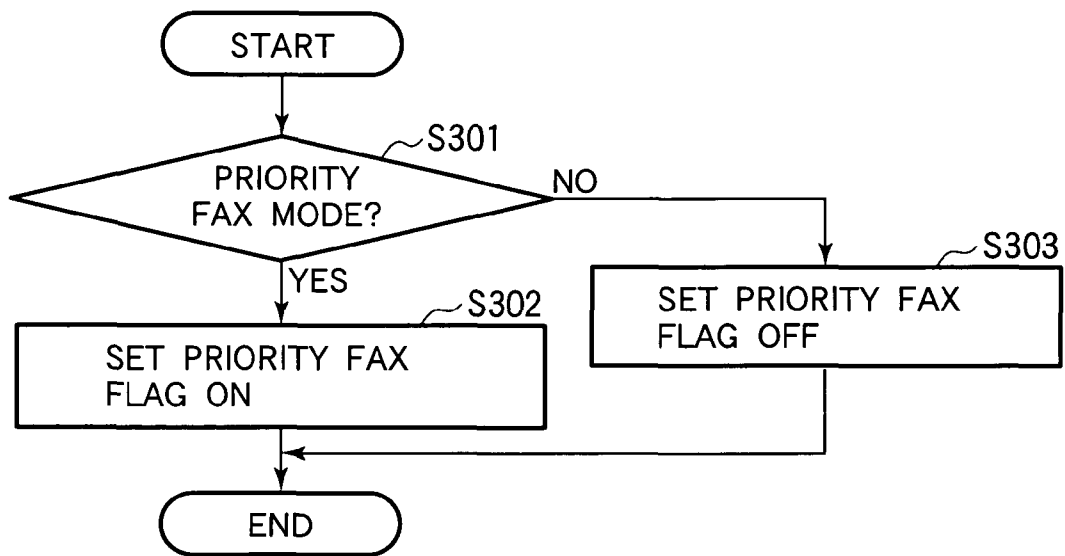 START
S301
PRIORITY
FAX MODE?
NO
YES
S303
SET PRIORITY FAX
FLAG OFF
S302
SET PRIORITY FAX
FLAG ON
END